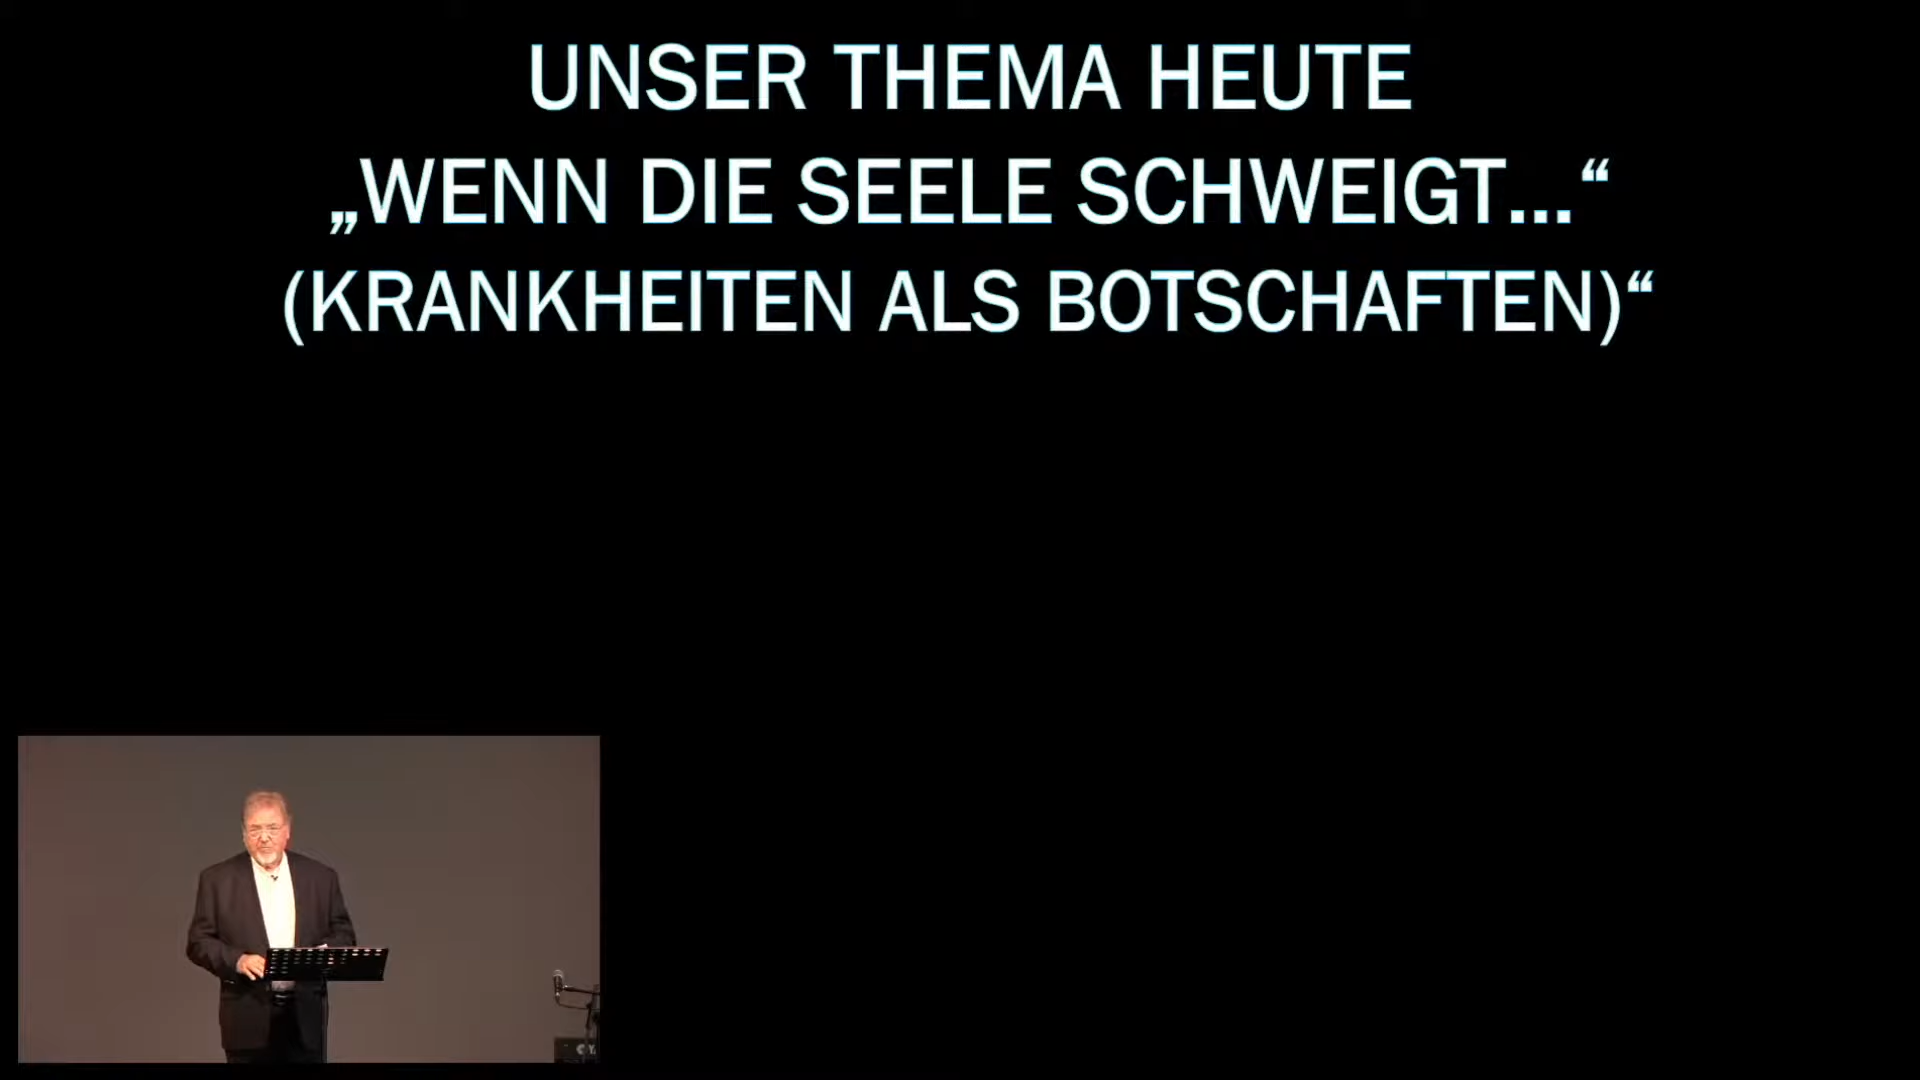 UNSER THEMA HEUTE
„WENN DIE SEELE SCHWEIGT...“
(KRANKHEITEN ALS BOTSCHAFTEN)“